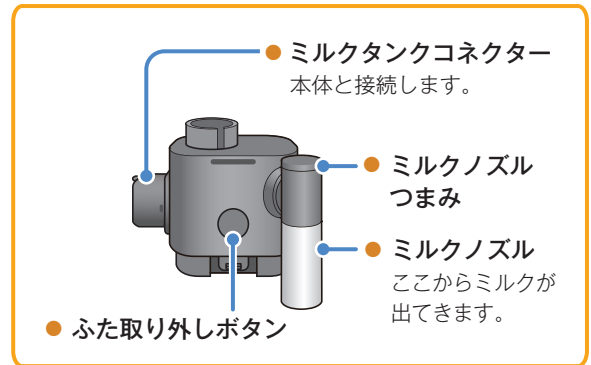 ミルクタンクコネクター
本体と接続します。
ミルクノズル
つまみ
ミルクノズル
ここからミルクが
出てきます。
ふた取り外しボタン